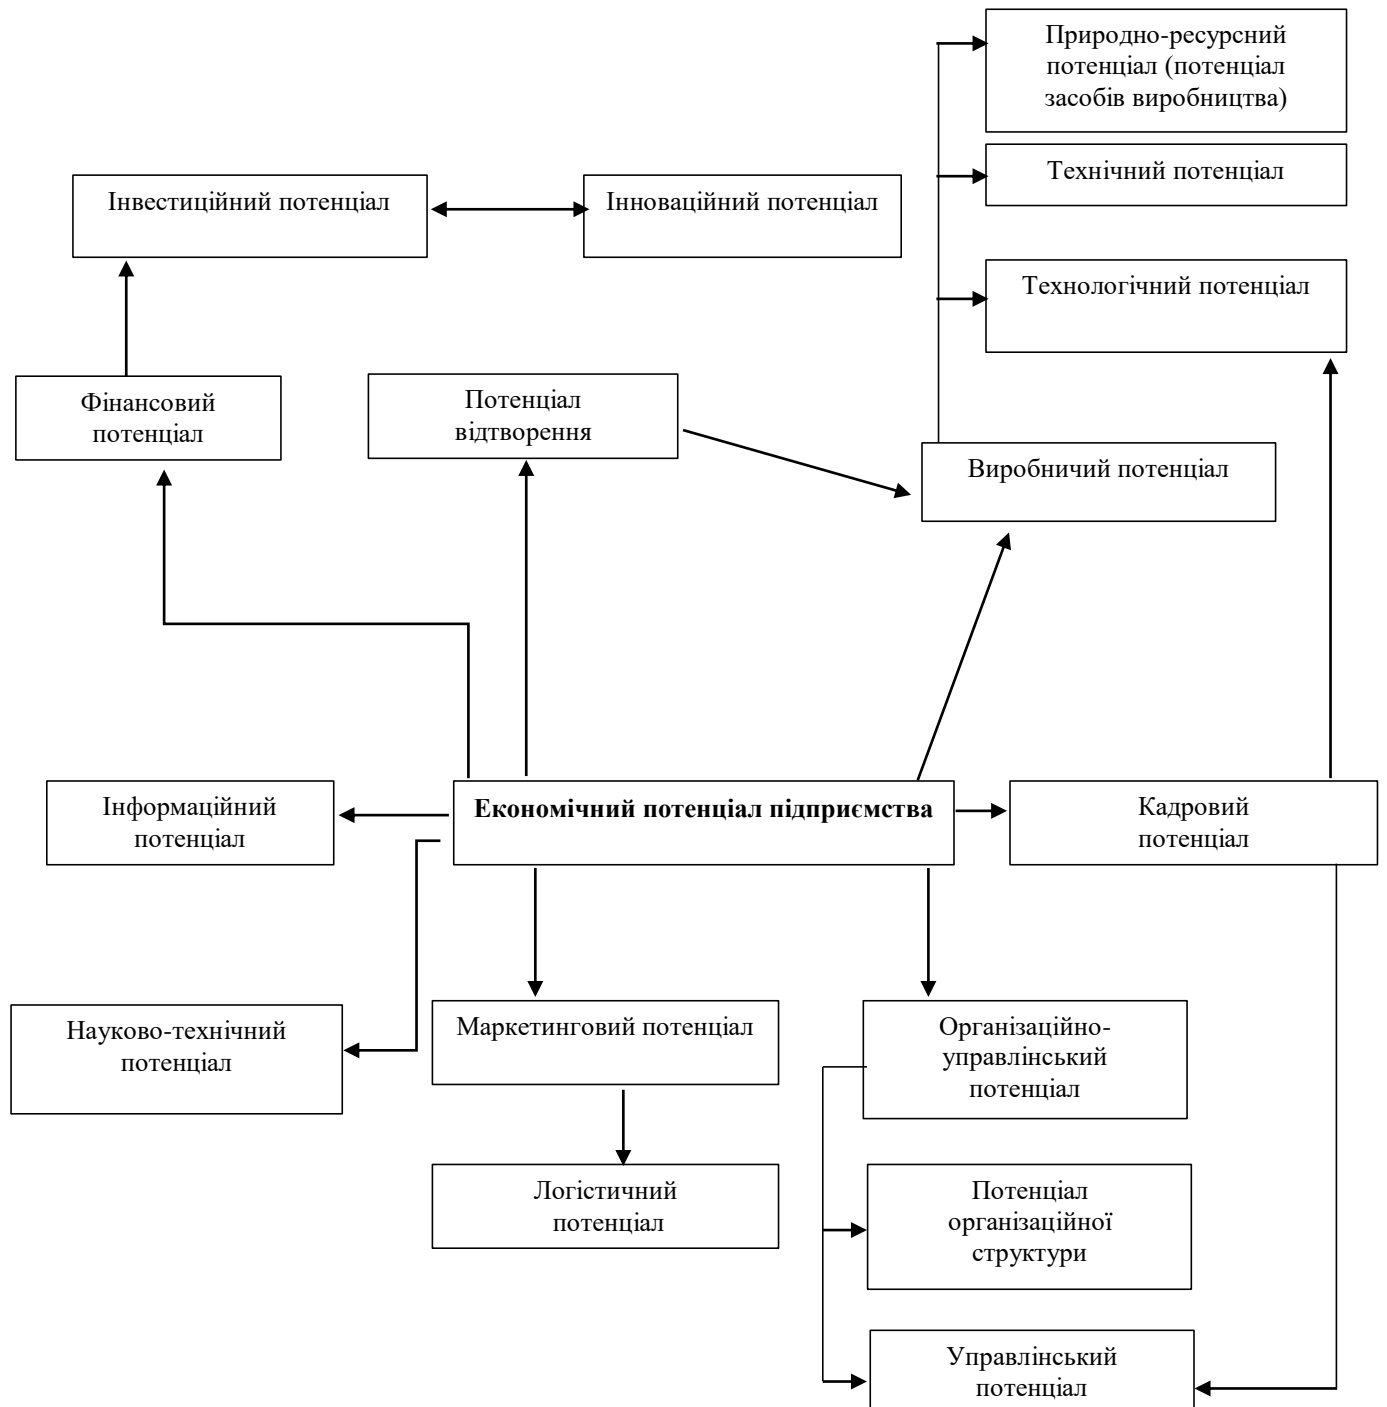 Природно-ресурсний
потенціал (потенціал
засобів виробництва)
Технічний потенціал
Інвестиційний потенціал
Інноваційний потенціал
Технологічний потенціал
Фінансовий
потенціал
Потенціал
відтворення
Виробничий потенціал
Інформаційний
потенціал
Економічний потенціал підприємства
Кадровий
потенціал
Науково-технічний
потенціал
Маркетинговий потенціал
Організаційно-
управлінський
потенціал
Логістичний
потенціал
Потенціал
організаційної
структури
Управлінський
потенціал